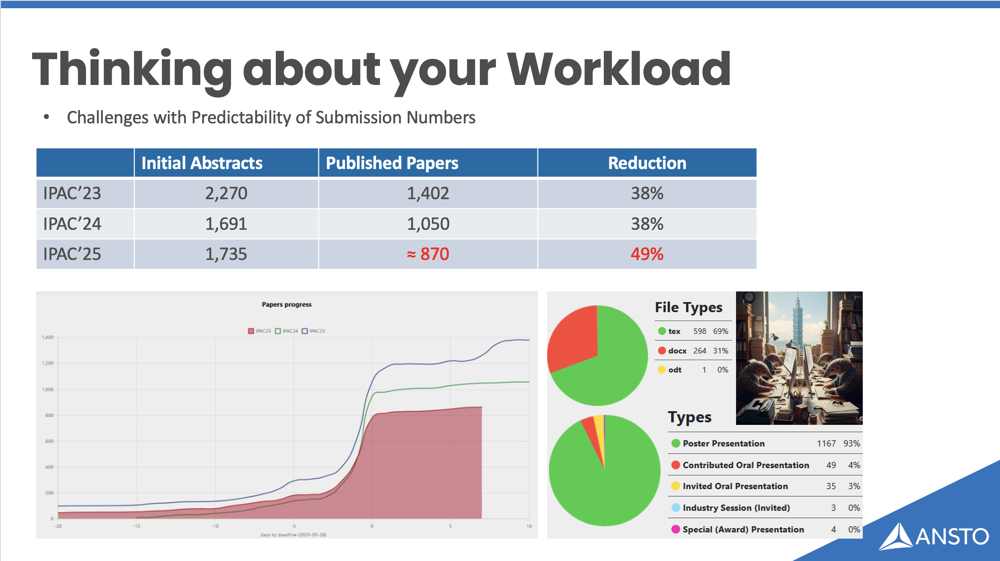 Thinking about your Workload
• Challenges with Predictability of Submission Numbers
Initial Abstracts Published Papers Reduction
IPAC’23 2,270 1,402 38%
IPAC’24 1,691 1,050 38%
IPAC’25 1,735 ≈ 870 49%
Papers progress
IPAC25 IPAC24 IPAC23
1,400
1,200
1,000
800
600
400
200
0
-20 -15 -10 -5 0 5 10
days to deadline (2025-05-28)
File Types
tex 598 69%
docx 264 31%
odt 1 0%
Types
Poster Presentation 1167 93%
Contributed Oral Presentation 49 4%
Invited Oral Presentation 35 3%
Industry Session (Invited) 3 0%
Special (Award) Presentation 4 0%
ANSTO